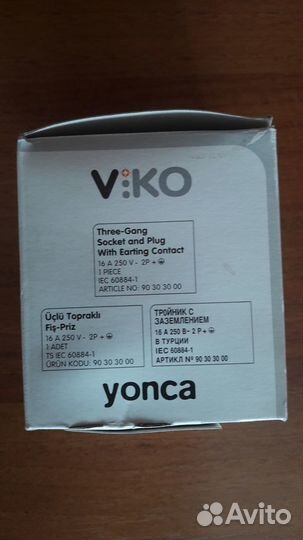 ViKO
Three-Gang
Socket and Plug
With Earting Contact
16 A 250 V - 2P +
1 PIECE
IEC 60884-1
ARTICLE NO: 90 30 30 00
Üçlü Topraklı
Fiş-Priz
16 A 250 V - 2P +
1 ADET
TS IEC 60884-1
ÜRÜN KODU: 90 30 30 00
ТРОЙНИК С
ЗАЗЕМЛЕНИЕМ
16 А 250 В- 2 Р +
В ТУРЦИИ
IEC 60884-1
АРТИКЛ № 90 30 30 00
yonca
Avito